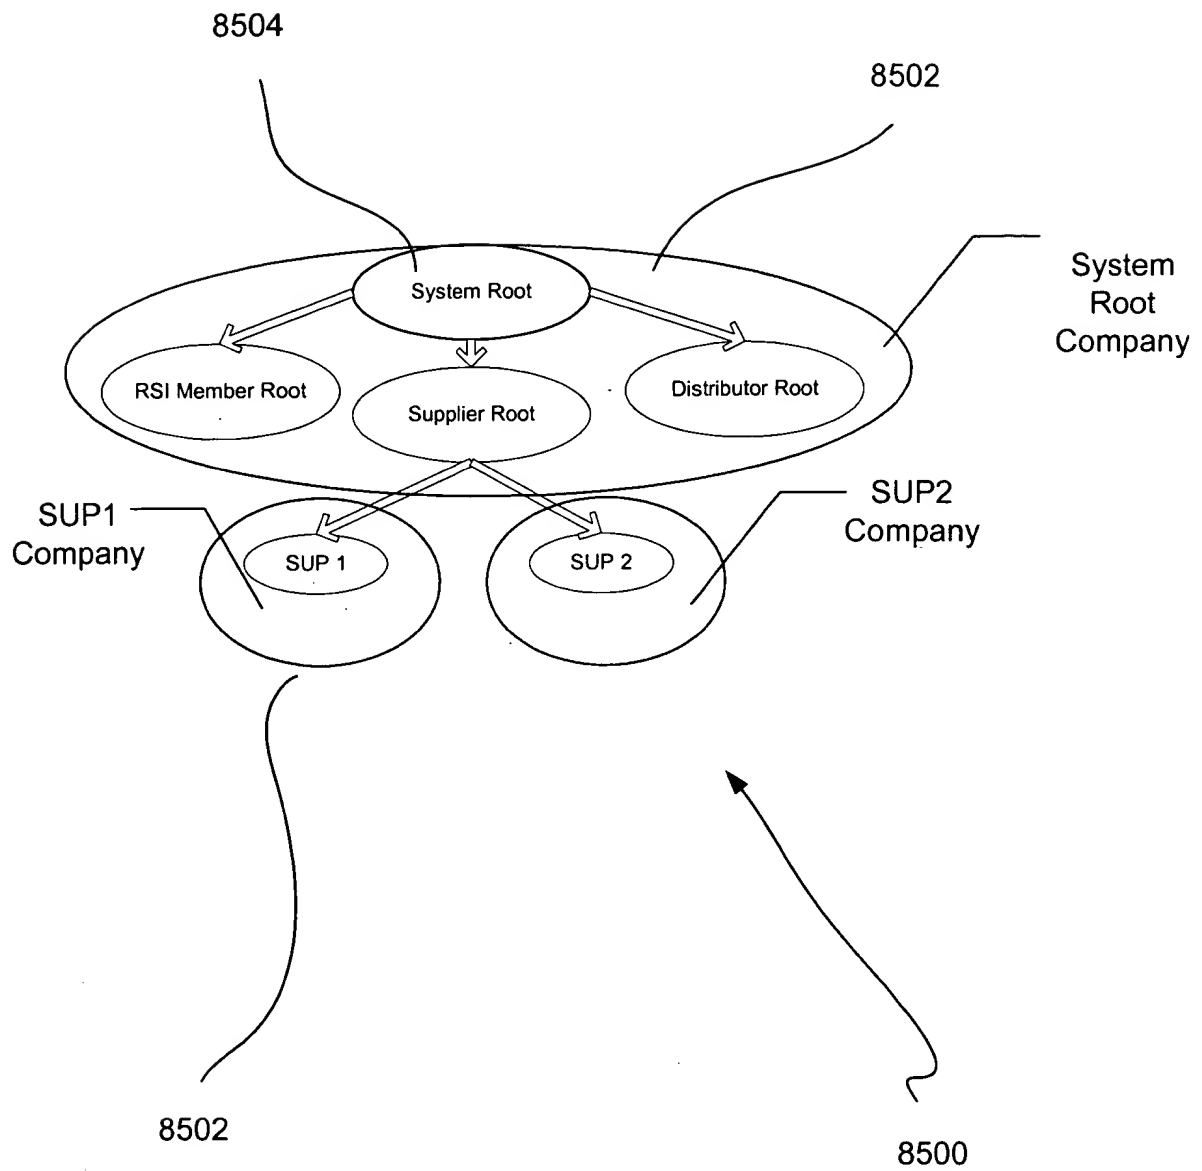 8504
8502
System
Root
Company
System Root
RSI Member Root
Supplier Root
Distributor Root
SUP1
Company
SUP2
Company
SUP 1
SUP 2
8502
8500